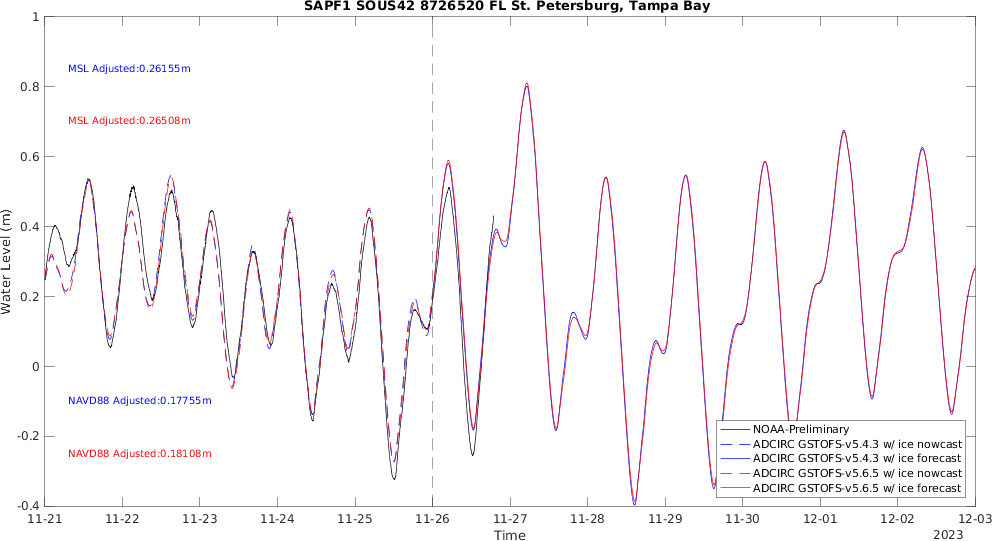 SAPF1 SOUS42 8726520 FL St. Petersburg, Tampa Bay
1
0.8
0.6
0.4
0.2
0
-0.2
-0.4
Water Level (m)
MSL Adjusted:0.26155m
MSL Adjusted:0.26508m
NAVD88 Adjusted:0.17755m
NAVD88 Adjusted:0.18108m
NOAA-Preliminary
ADCIRC GSTOFS-v5.4.3 w/ ice nowcast
ADCIRC GSTOFS-v5.4.3 w/ ice forecast
ADCIRC GSTOFS-v5.6.5 w/ ice nowcast
ADCIRC GSTOFS-v5.6.5 w/ ice forecast
11-21 11-22 11-23 11-24 11-25 11-26 11-27 11-28 11-29 11-30 12-01 12-02 12-03
Time
2023